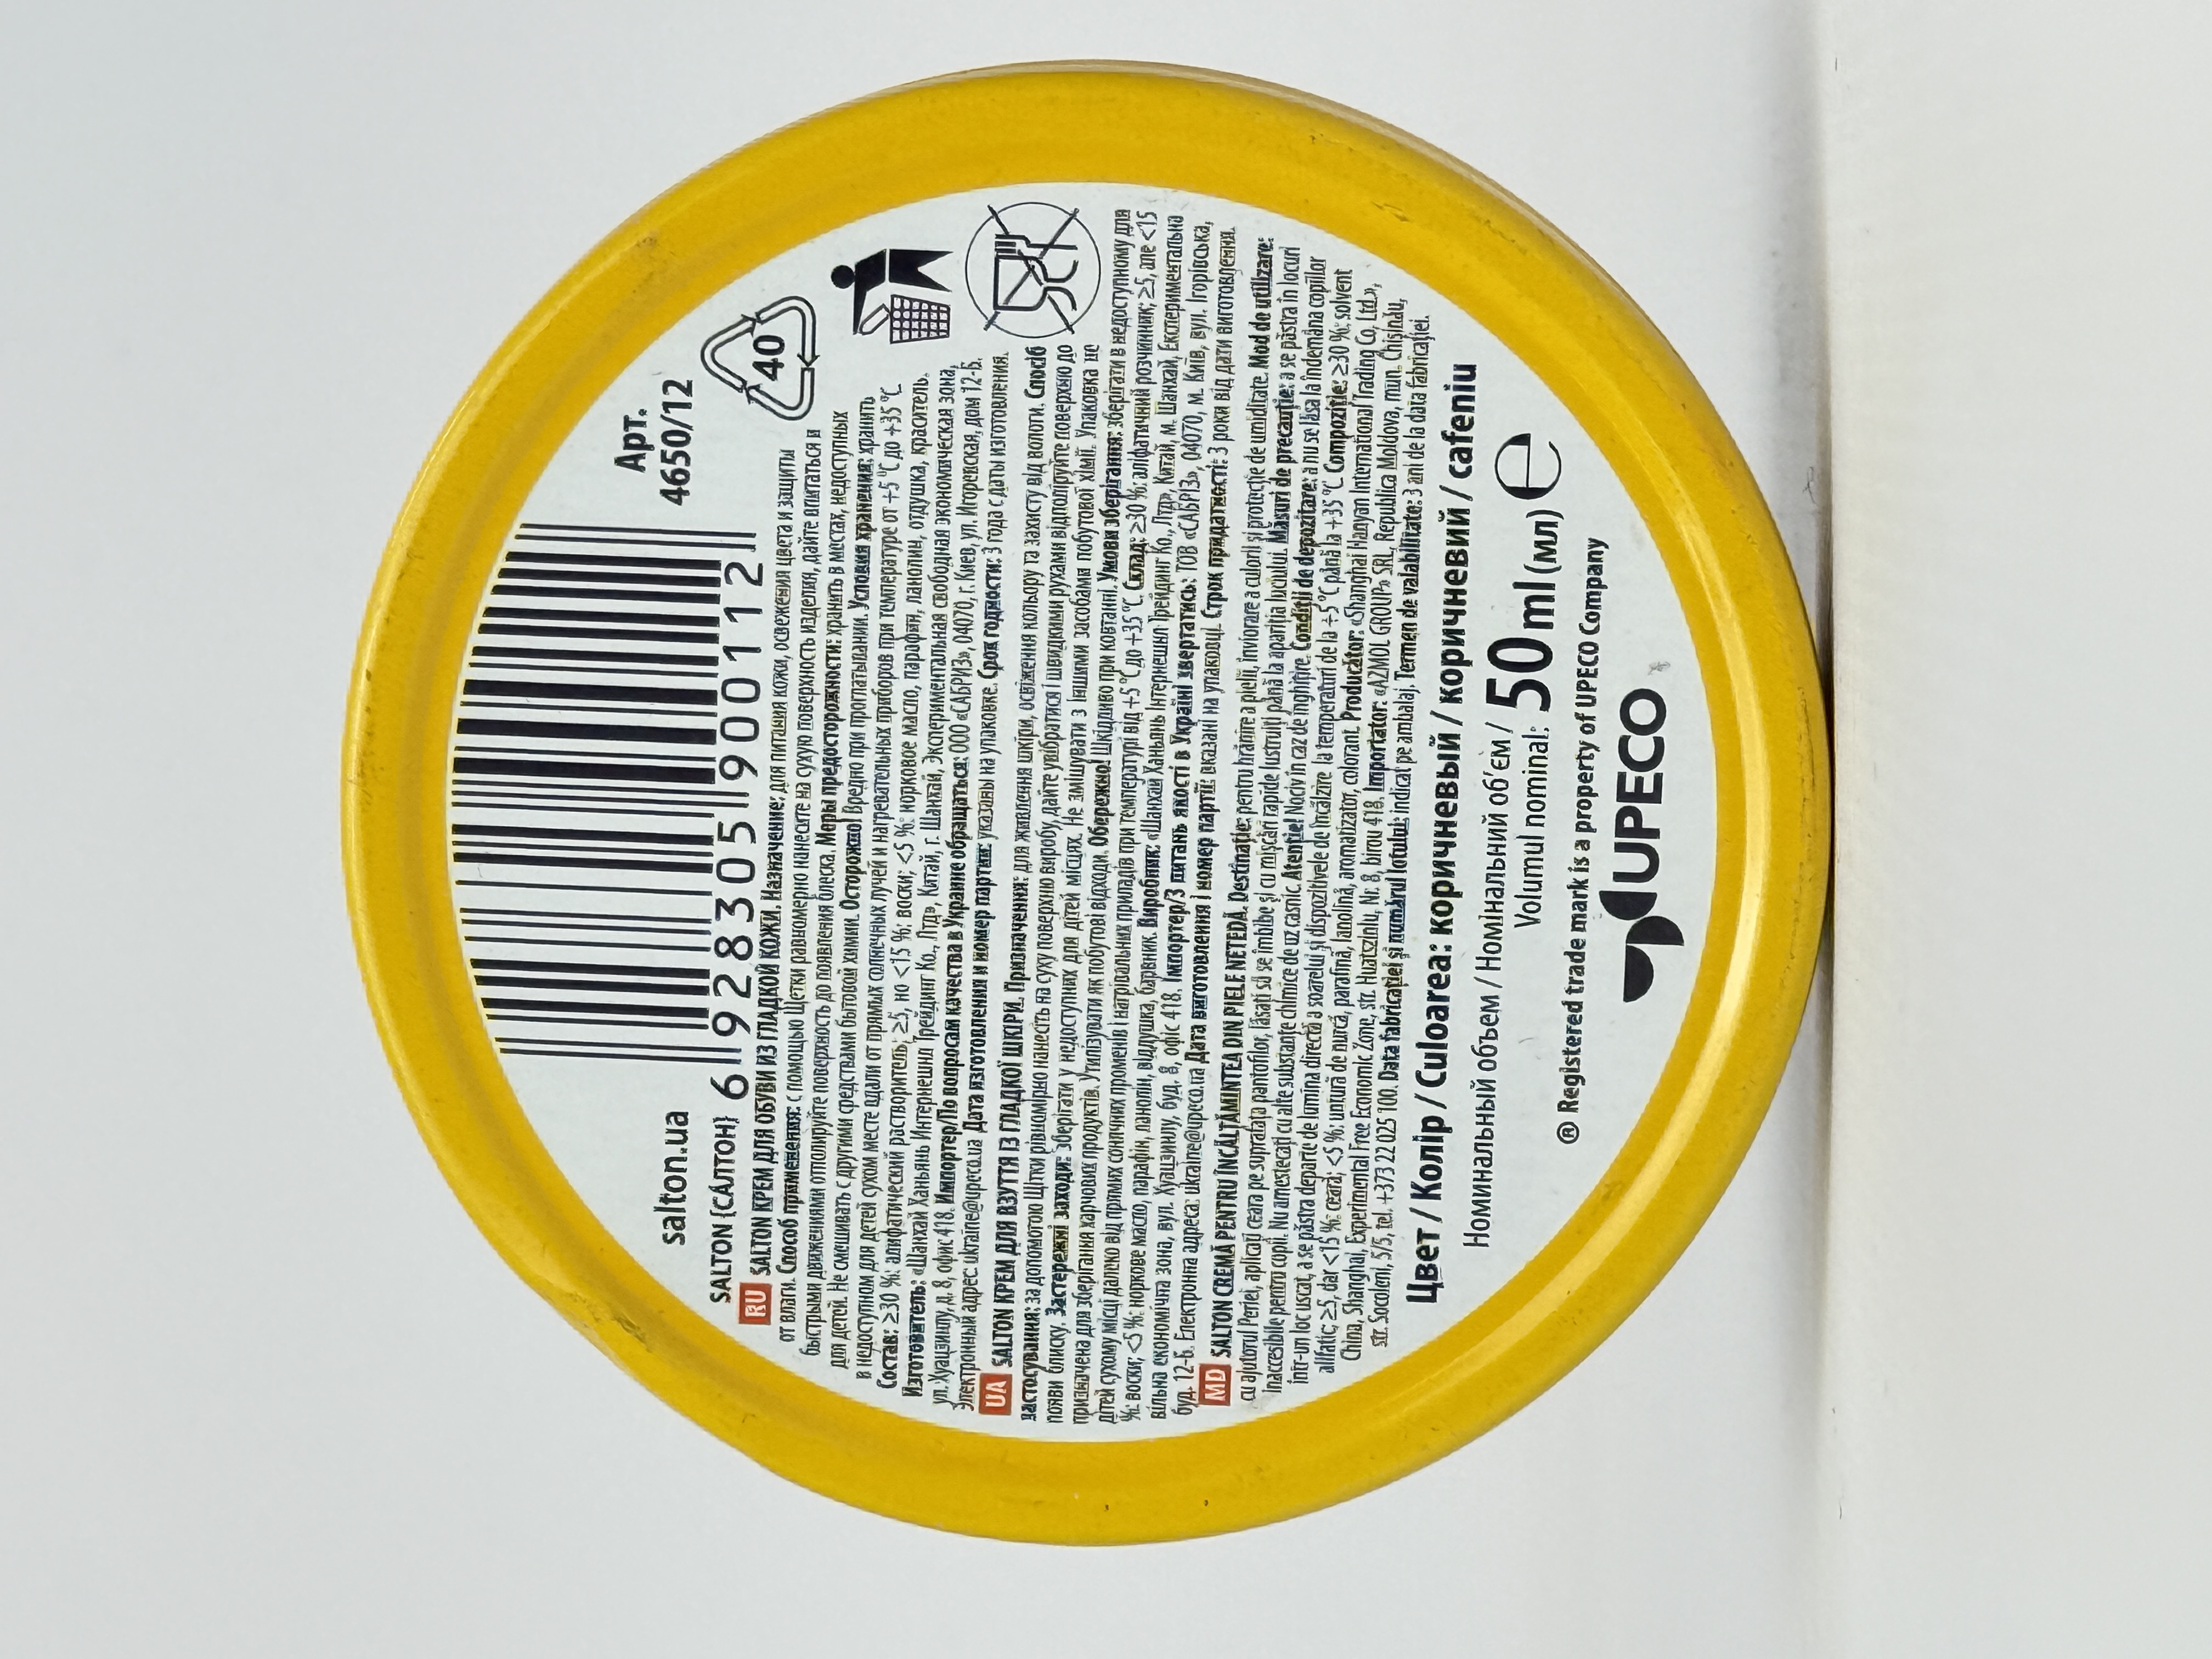 salton.ua
Арт.
4650/12
SALTON (САЛТОН)
6 928305 900112
40
RU SALTON КРЕМ ДЛЯ ОБУВИ ИЗ ГЛАДКОЙ КОЖИ. Назначение: для питания кожи, освежения цвета и защиты
от влаги. Способ применения: с помощью Щетки равномерно нанесите на сухую поверхность изделия, дайте впитаться и
быстрыми движениями отполируйте поверхность до появления блеска. Меры предосторожности: хранить в местах, недоступных
для детей. Не смешивать с другими средствами бытовой химии. Осторожно! Вредно при проглатывании. Условия хранения: хранить
в недоступном для детей сухом месте вдали от прямых солнечных лучей и нагревательных приборов при температуре от +5 °C до +35 °C
Состав: ≥30 %: алифатический растворитель; ≥5, но <15 %: воски; <5 %: норковое масло, парафин, ланолин, отдушка, краситель.
Изготовитель: «Шанхай Ханьянь Интернешнл Трейдинг Ко., Лтд», Китай, г. Шанхай, Экспериментальная свободная экономическая зона,
ул. Хуацзинлу, д. 8, офис 418. Импортер/По вопросам качества в Украине обращаться: ООО «САБРИЗ», 04070, г. Киев, ул. Игоревская, дом 12-Б.
Электронный адрес: ukraine@upeco.ua Дата изготовления и номер партии: указаны на упаковке. Срок годности: 3 года с даты изготовления.
UA SALTON КРЕМ ДЛЯ ВЗУТТЯ ІЗ ГЛАДКОЇ ШКІРИ. Призначення: для живлення шкіри, освіження кольору та захисту від вологи. Спосіб
застосування: за допомогою Щітки рівномірно нанесіть на суху поверхню виробу, дайте увібратися і швидкими рухами відполіруйте поверхню до
появи блиску. Застережні заходи: зберігати у недоступних для дітей місцях. Не змішувати з іншими засобами побутової хімії. Упаковка не
призначена для зберігання харчових продуктів. Утилізувати як побутові відходи. Обережно! Шкідливо при ковтанні. Умови зберігання: зберігати в недоступному для
дітей сухому місці далеко від прямих сонячних променів і нагрівальних приладів при температурі від +5 °C до +35 °C. Склад: ≥30 %: аліфатичний розчинник; ≥5, але <15
%: воски; <5 %: норкове масло, парафін, ланолін, віддушка, барвник. Виробник: «Шанхай Ханьянь Інтернешнл Трейдинг Ко., Лтд», Китай, м. Шанхай, Експериментальна
вільна економічна зона, вул. Хуацзинлу, буд. 8, офіс 418. Імпортер/З питань якості в Україні звертатись: ТОВ «САБРІЗ», 04070, м. Київ, вул. Ігорівська,
буд. 12-Б. Електронна адреса: ukraine@upeco.ua Дата виготовлення і номер партії: вказані на упаковці. Строк придатності: 3 роки від дати виготовлення.
MD SALTON CREMĂ PENTRU ÎNCĂLȚĂMINTEA DIN PIELE NETEDĂ. Destinație: pentru hrănire a pielii, înviorare a culorii și protecție de umiditate. Mod de utilizare:
cu ajutorul Periei, aplicați ceara pe suprafața pantofilor, lăsați să se îmbibe și cu mișcări rapide lustruiți până la apariția luciului. Măsuri de precauție: a se păstra în locuri
inaccesibile pentru copii. Nu amestecați cu alte substanțe chimice de uz casnic. Atenție! Nociv în caz de înghițire. Condiții de depozitare: a nu se lăsa la îndemâna copiilor
într-un loc uscat, a se păstra departe de lumina directă a soarelui și dispozitivele de încălzire la temperaturi de la +5 °C până la +35 °C. Compoziție: ≥30 %: solvent
alifatic; ≥5, dar <15 %: ceară; <5 %: untură de nurcă, parafină, lanolină, aromatizator, colorant. Producător: «Shanghai Hanyan International Trading Co, Ltd.»,
China, Shanghai, Experimental Free Economic Zone, str. Huatszinlu, Nr. 8, birou 418. Importator: «AZMOL GROUP» SRL, Republica Moldova, mun. Chișinău,
str. Socoleni, 5/5, tel. +373 22 025 100. Data fabricației și numărul lotului: indicat pe ambalaj. Termen de valabilitate: 3 ani de la data fabricației.
Цвет / Колір / Culoarea: коричневый / коричневий / cafeniu
Номинальный объем / Номінальний об'єм /
Volumul nominal: 50 ml (мл) e
® Registered trade mark is a property of UPECO Company
UPECO